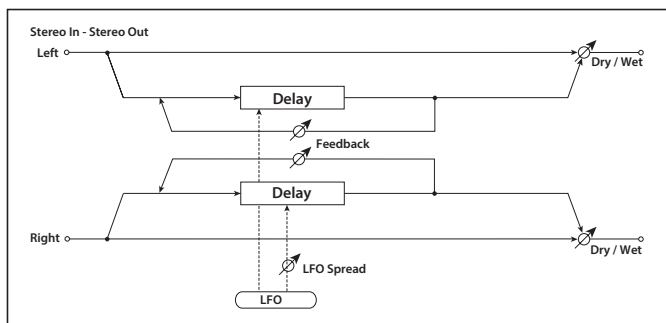 Stereo In - Stereo Out
Left
Dry / Wet
Delay
Feedback
Delay
Right
Dry / Wet
LFO Spread
LFO